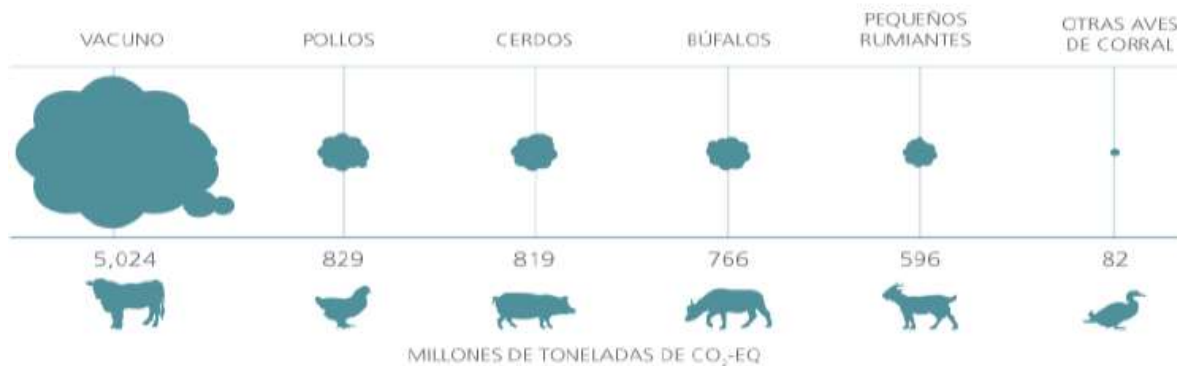 VACUNO
POLLOS
CERDOS
BÚFALOS
PEQUEÑOS
RUMIANTES
OTRAS AVES
DE CORRAL
5,024
829
819
766
596
82
MILLONES DE TONELADAS DE CO₂-EQ